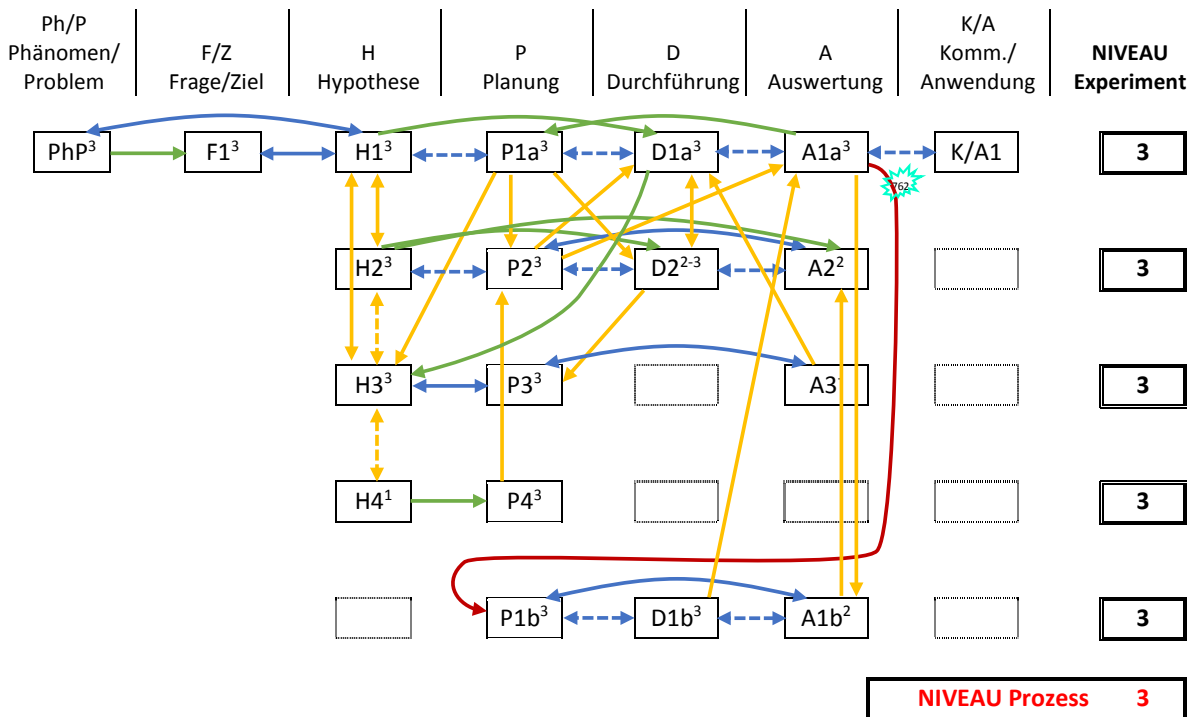 Ph/P
Phänomen/
Problem
F/Z
Frage/Ziel
H
Hypothese
P
Planung
D
Durchführung
A
Auswertung
K/A
Komm./
Anwendung
NIVEAU
Experiment
PhP³ F1³ H1³ P1a³ D1a³ A1a³ K/A1 3
762
H2³ P2³ D2²⁻³ A2² 3
H3³ P3³ A3 3
H4¹ P4³ 3
P1b³ D1b³ A1b² 3
NIVEAU Prozess 3